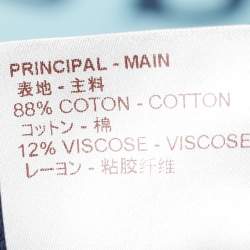 PRINCIPAL - MAIN
表地 - 主料
88% COTON - COTTON
コットン - 棉
12% VISCOSE - VISCOSE
レーヨン - 粘胶纤维